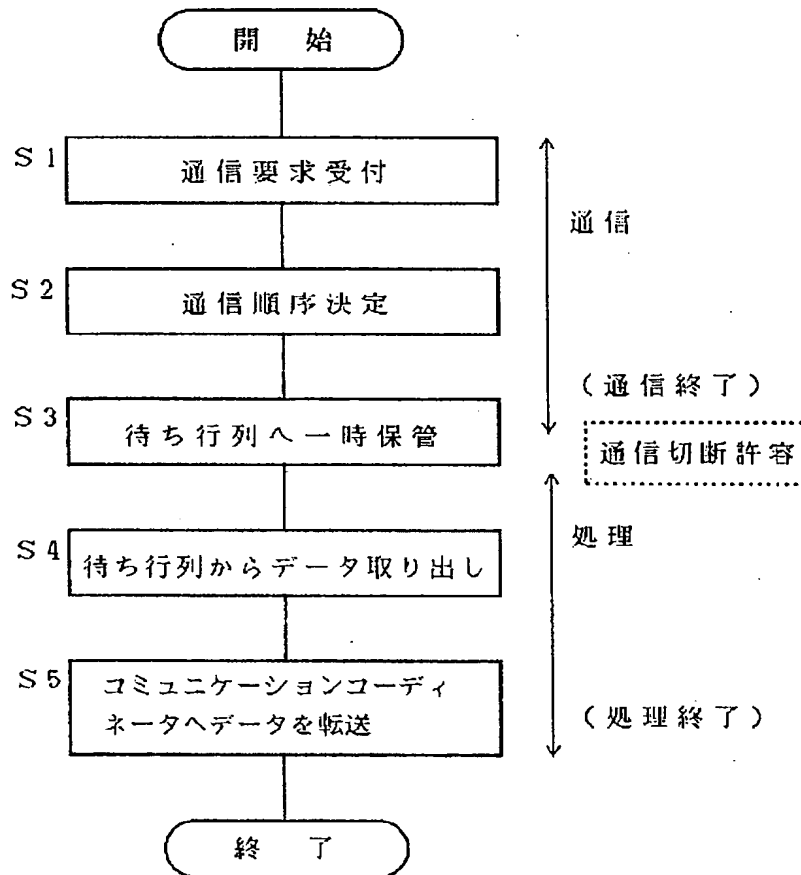 開 始
S1
通信要求受付
通信
S2
通信順序決定
(通信終了)
S3
待ち行列へ一時保管
通信切断許容
処理
S4
待ち行列からデータ取り出し
S5
コミュニケーションコーディ
ネータへデータを転送
(処理終了)
終 了